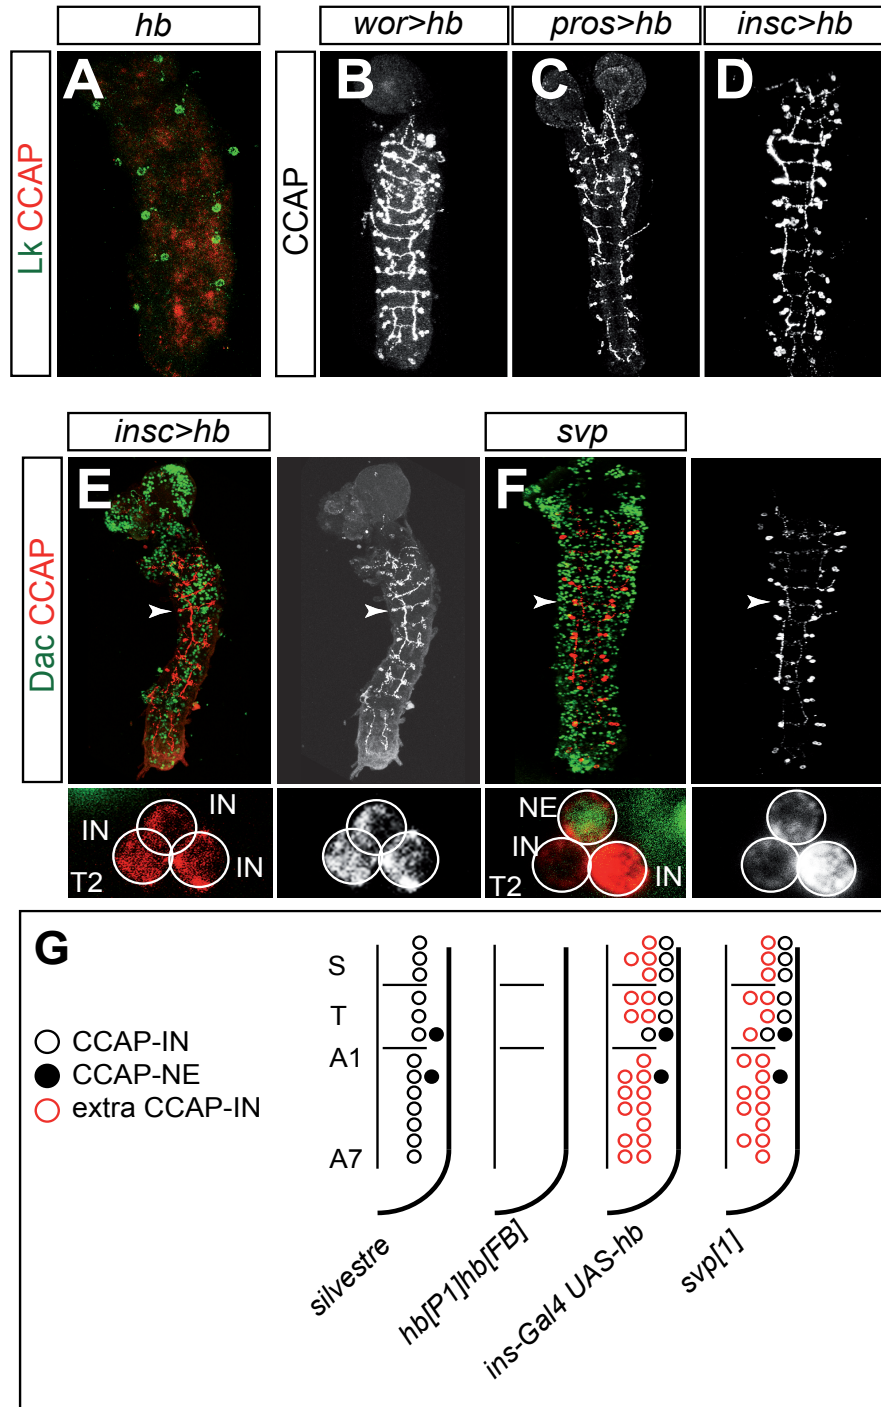 hb
wor>hb
pros>hb
insc>hb
Lk CCAP
A
CCAP
B
C
D
insc>hb
svp
Dac CCAP
E
F
IN
IN
IN
T2
NE
IN
IN
T2
G
CCAP-IN
CCAP-NE
extra CCAP-IN
S
T
A1
A7
silvestre
hb[P1]hb[FB]
ins-Gal4 UAS-hb
svp[1]